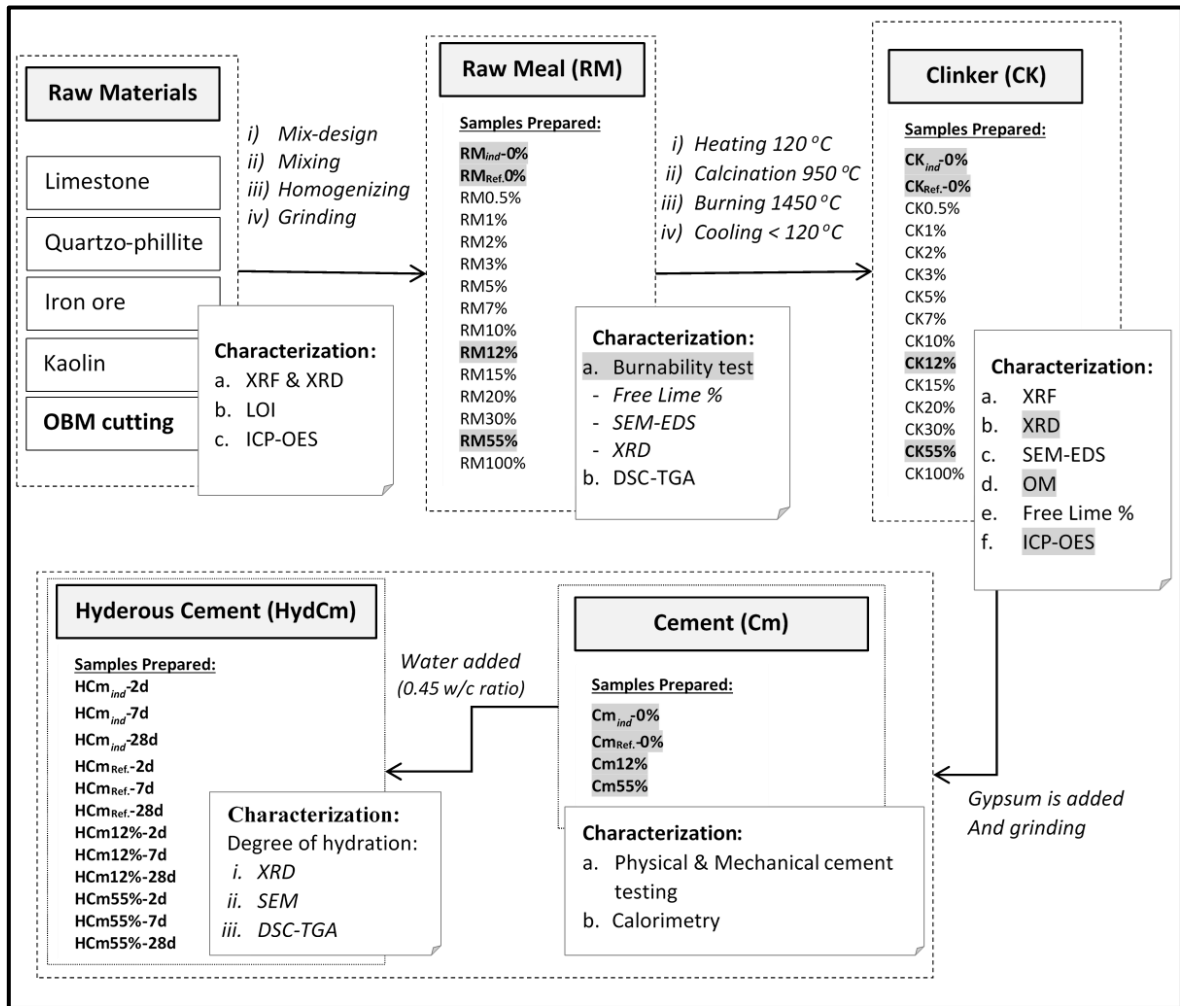 Raw Materials
Limestone
Quartzo-phillite
Iron ore
Kaolin
OBM cutting
Characterization:
a. XRF & XRD
b. LOI
c. ICP-OES
i) Mix-design
ii) Mixing
iii) Homogenizing
iv) Grinding
Raw Meal (RM)
Samples Prepared:
RMind-0%
RMRef.0%
RM0.5%
RM1%
RM2%
RM3%
RM5%
RM7%
RM10%
RM12%
RM15%
RM20%
RM30%
RM55%
RM100%
Characterization:
a. Burnability test
- Free Lime %
- SEM-EDS
- XRD
b. DSC-TGA
i) Heating 120 °C
ii) Calcination 950 °C
iii) Burning 1450 °C
iv) Cooling < 120 °C
Clinker (CK)
Samples Prepared:
CKind-0%
CKRef.-0%
CK0.5%
CK1%
CK2%
CK3%
CK5%
CK7%
CK10%
CK12%
CK15%
CK20%
CK30%
CK55%
CK100%
Characterization:
a. XRF
b. XRD
c. SEM-EDS
d. OM
e. Free Lime %
f. ICP-OES
Gypsum is added
And grinding
Cement (Cm)
Samples Prepared:
Cmind-0%
CmRef.-0%
Cm12%
Cm55%
Characterization:
a. Physical & Mechanical cement
testing
b. Calorimetry
Water added
(0.45 w/c ratio)
Hyderous Cement (HydCm)
Samples Prepared:
HCmind-2d
HCmind-7d
HCmind-28d
HCmRef.-2d
HCmRef.-7d
HCmRef.-28d
HCm12%-2d
HCm12%-7d
HCm12%-28d
HCm55%-2d
HCm55%-7d
HCm55%-28d
Characterization:
Degree of hydration:
i. XRD
ii. SEM
iii. DSC-TGA